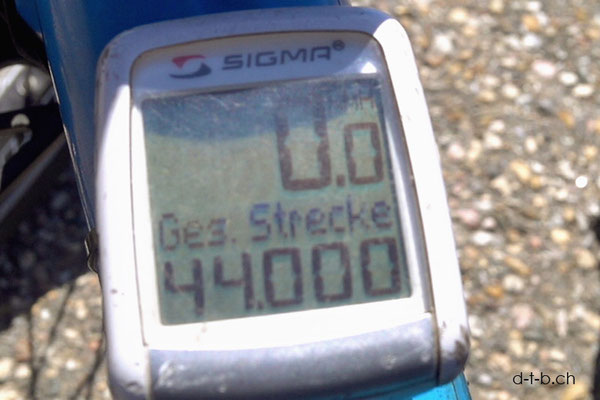 SIGMA®
0.0
Ges. Strecke
44.000
d-t-b.ch